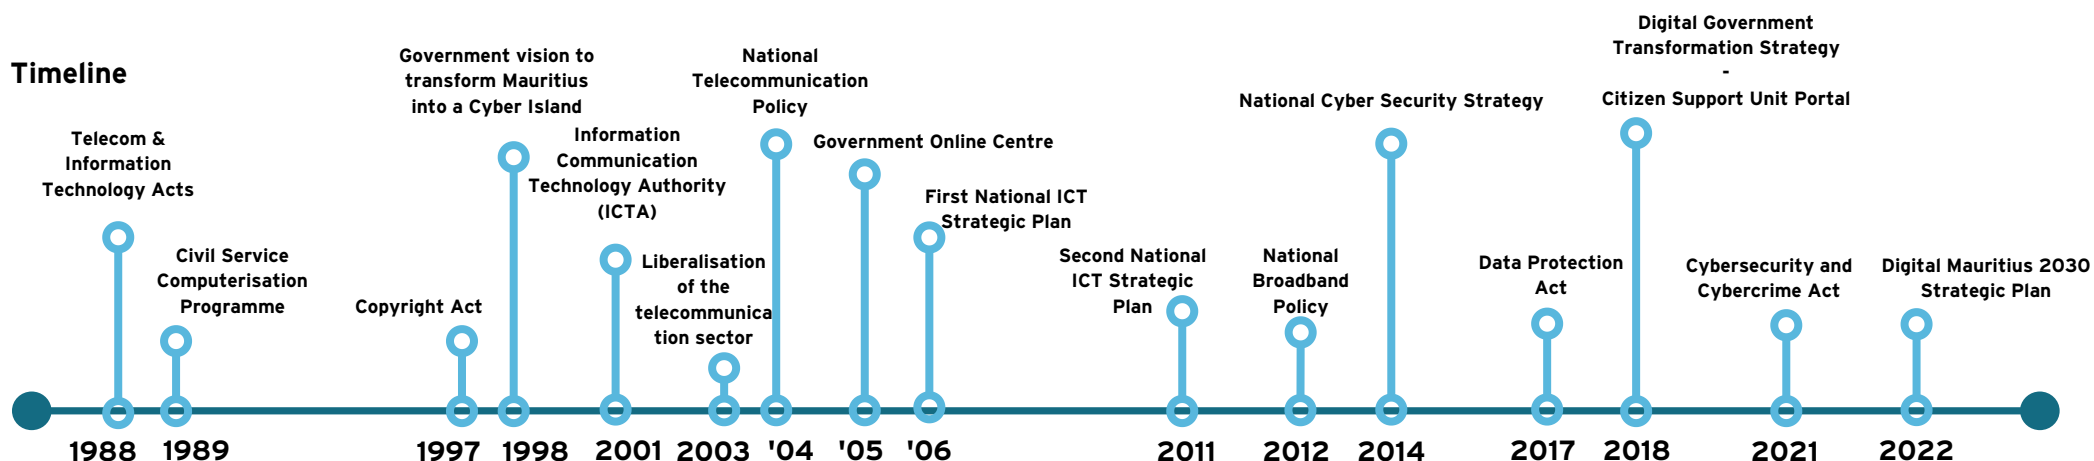 Timeline
Telecom &
Information
Technology Acts
Civil Service
Computerisation
Programme
Copyright Act
Government vision to
transform Mauritius
into a Cyber Island
Information
Communication
Technology Authority
(ICTA)
Liberalisation
of the
telecommunica
tion sector
National
Telecommunication
Policy
Government Online Centre
First National ICT
Strategic Plan
Second National
ICT Strategic
Plan
National
Broadband
Policy
National Cyber Security Strategy
Data Protection
Act
Digital Government
Transformation Strategy
-
Citizen Support Unit Portal
Cybersecurity and
Cybercrime Act
Digital Mauritius 2030
Strategic Plan
1988 1989 1997 1998 2001 2003 '04 '05 '06 2011 2012 2014 2017 2018 2021 2022